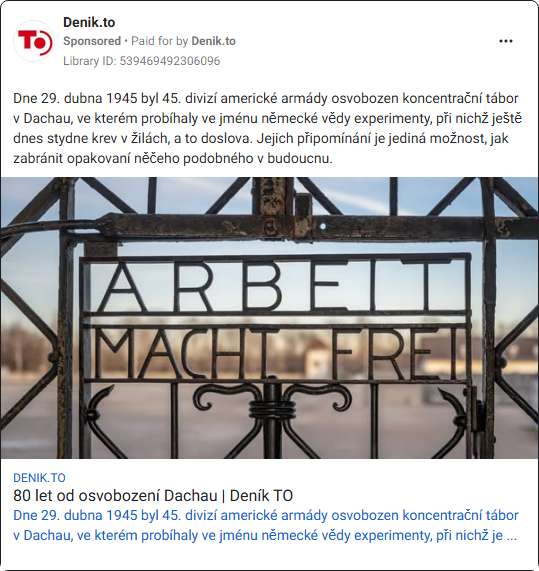 Denik.to
Sponsored • Paid for by Denik.to
Library ID: 539469492306096
Dne 29. dubna 1945 byl 45. divizí americké armády osvobozen koncentrační tábor
v Dachau, ve kterém probíhaly ve jménu německé vědy experimenty, při nichž ještě
dnes stydne krev v žilách, a to doslova. Jejich připomínání je jediná možnost, jak
zabránit opakovaní něčeho podobného v budoucnu.
ARBEIT
MACHT FREI
DENIK.TO
80 let od osvobození Dachau | Deník TO
Dne 29. dubna 1945 byl 45. divizí americké armády osvobozen koncentrační tábor
v Dachau, ve kterém probíhaly ve jménu německé vědy experimenty, při nichž je ...